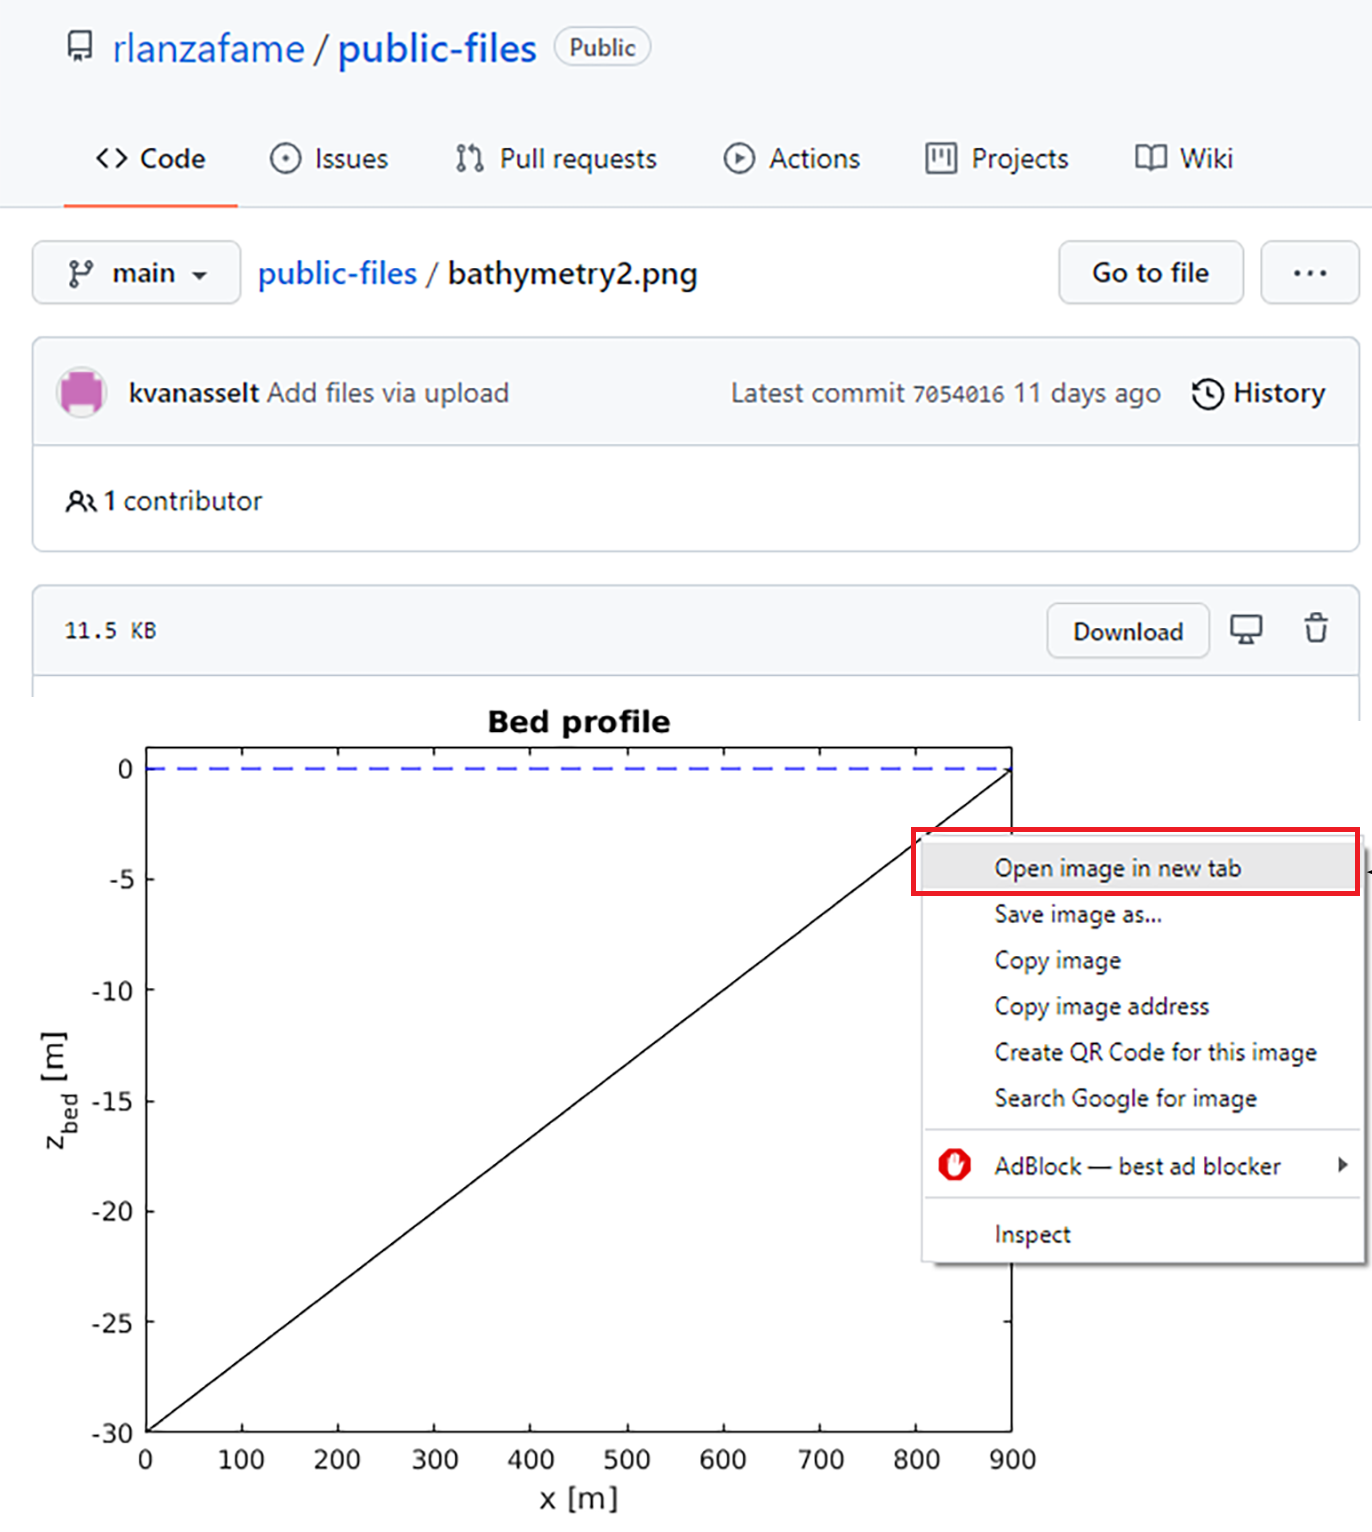 rlanzafame / public-files Public
Code Issues Pull requests Actions Projects Wiki
main public-files / bathymetry2.png Go to file ...
kvanasselt Add files via upload Latest commit 7054016 11 days ago History
1 contributor
11.5 KB Download
Bed profile
0
-5
-10
-15
-20
-25
-30
z_bed [m]
0 100 200 300 400 500 600 700 800 900
x [m]
Open image in new tab
Save image as...
Copy image
Copy image address
Create QR Code for this image
Search Google for image
AdBlock — best ad blocker
Inspect